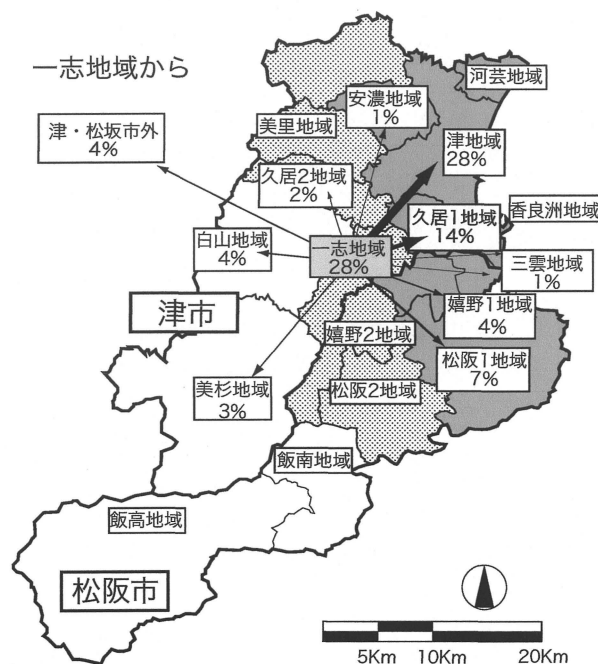 一志地域から
河芸地域
安濃地域
1%
美里地域
津・松坂市外
4%
津地域
28%
久居2地域
2%
久居1地域
14%
香良洲地域
白山地域
4%
一志地域
28%
三雲地域
1%
津市
嬉野1地域
4%
嬉野2地域
松阪1地域
7%
美杉地域
3%
松阪2地域
飯南地域
飯高地域
松阪市
5Km 10Km 20Km